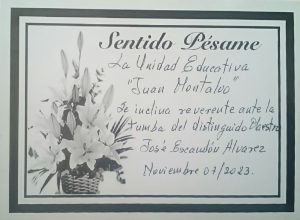 Sentido Pésame
La Unidad Educativa
"Juan Montalvo"
Se inclina reverente ante la
tumba del distinguido Maestro
José Escandón Alvarez
Noviembre 07/2023.